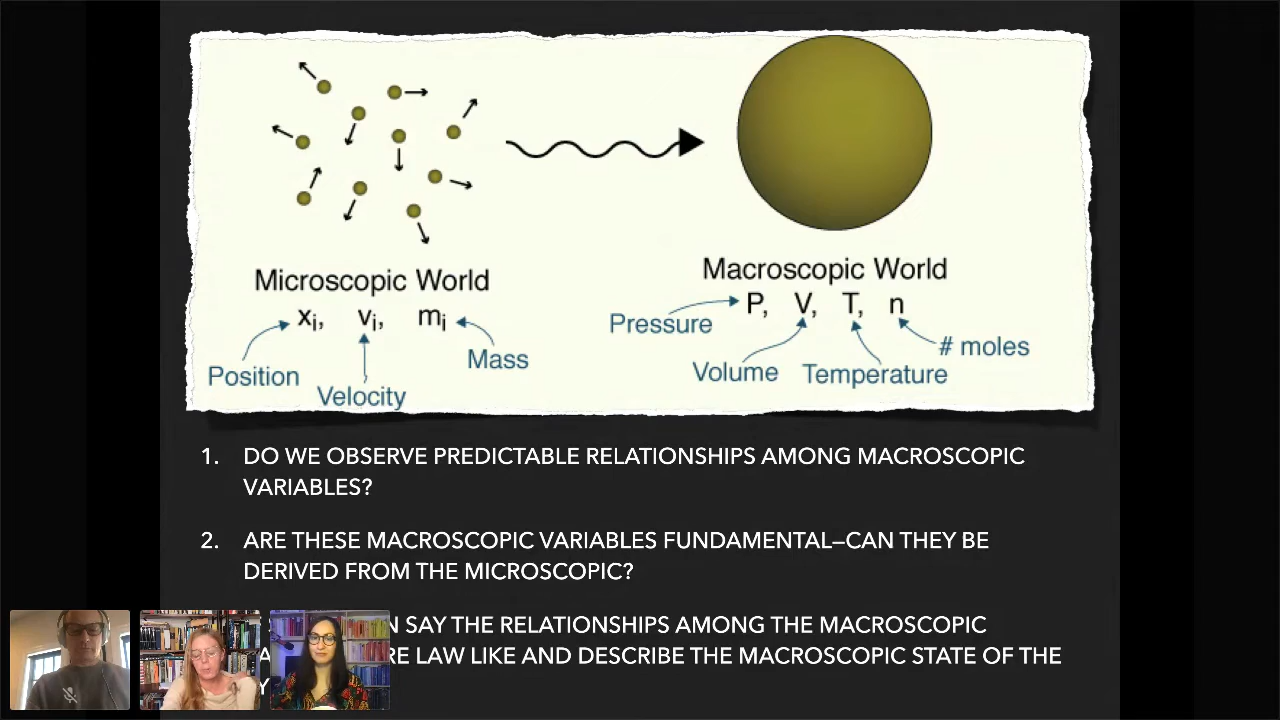 Microscopic World
xi, vi, mi
Position
Velocity
Mass
Macroscopic World
P, V, T, n
Pressure
Volume
Temperature
# moles
1. DO WE OBSERVE PREDICTABLE RELATIONSHIPS AMONG MACROSCOPIC
VARIABLES?
2. ARE THESE MACROSCOPIC VARIABLES FUNDAMENTAL—CAN THEY BE
DERIVED FROM THE MICROSCOPIC?
SAY THE RELATIONSHIPS AMONG THE MACROSCOPIC
LAW LIKE AND DESCRIBE THE MACROSCOPIC STATE OF THE